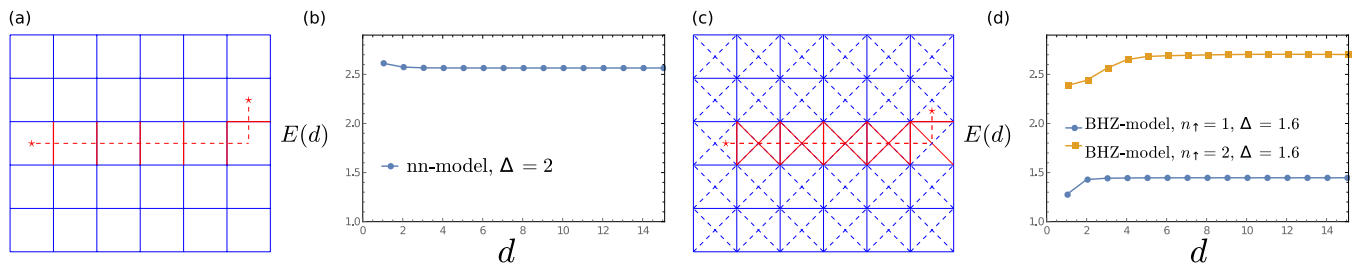 (a)
(b)
2.5
2.0
1.5
1.0
E(d)
nn-model, Δ = 2
0 2 4 6 8 10 12 14
d
(c)
(d)
2.5
2.0
1.5
1.0
E(d)
BHZ-model, n↑ = 1, Δ = 1.6
BHZ-model, n↑ = 2, Δ = 1.6
0 2 4 6 8 10 12 14
d